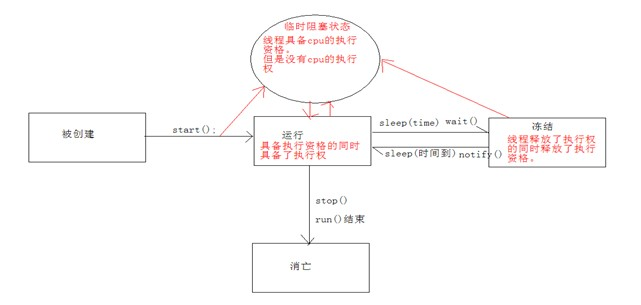 临时阻塞状态
线程具备cpu的执行
资格。
但是没有cpu的执行
权
被创建
start();
运行
具备执行资格的同时
具备了执行权
sleep(time) wait()
sleep(时间到) notify()
冻结
线程释放了执行权
的同时释放了执行
资格。
stop()
run()结束
消亡